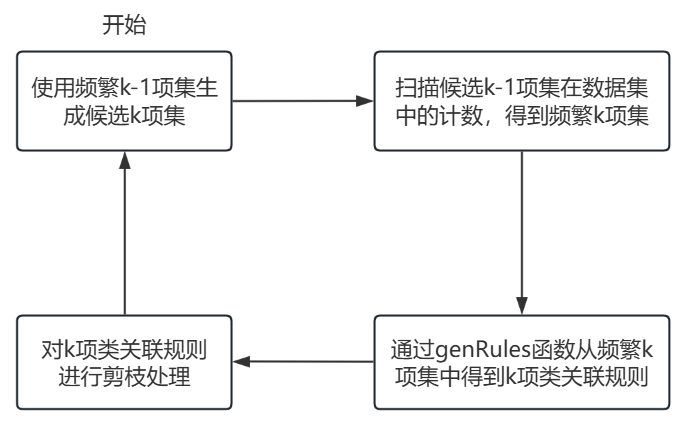 开始
使用频繁k-1项集生
成候选k项集
扫描候选k-1项集在数据集
中的计数，得到频繁k项集
对k项类关联规则
进行剪枝处理
通过genRules函数从频繁k
项集中得到k项类关联规则